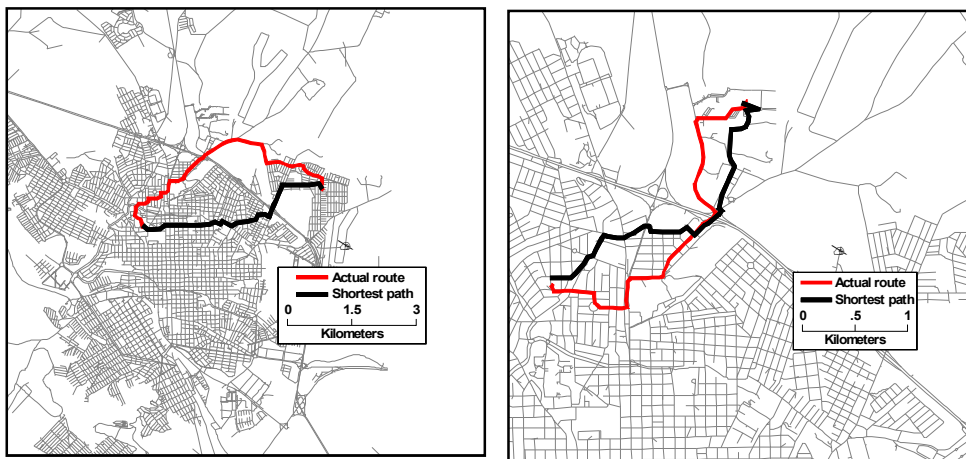 Actual route
Shortest path
0 1.5 3
Kilometers
Actual route
Shortest path
0 .5 1
Kilometers